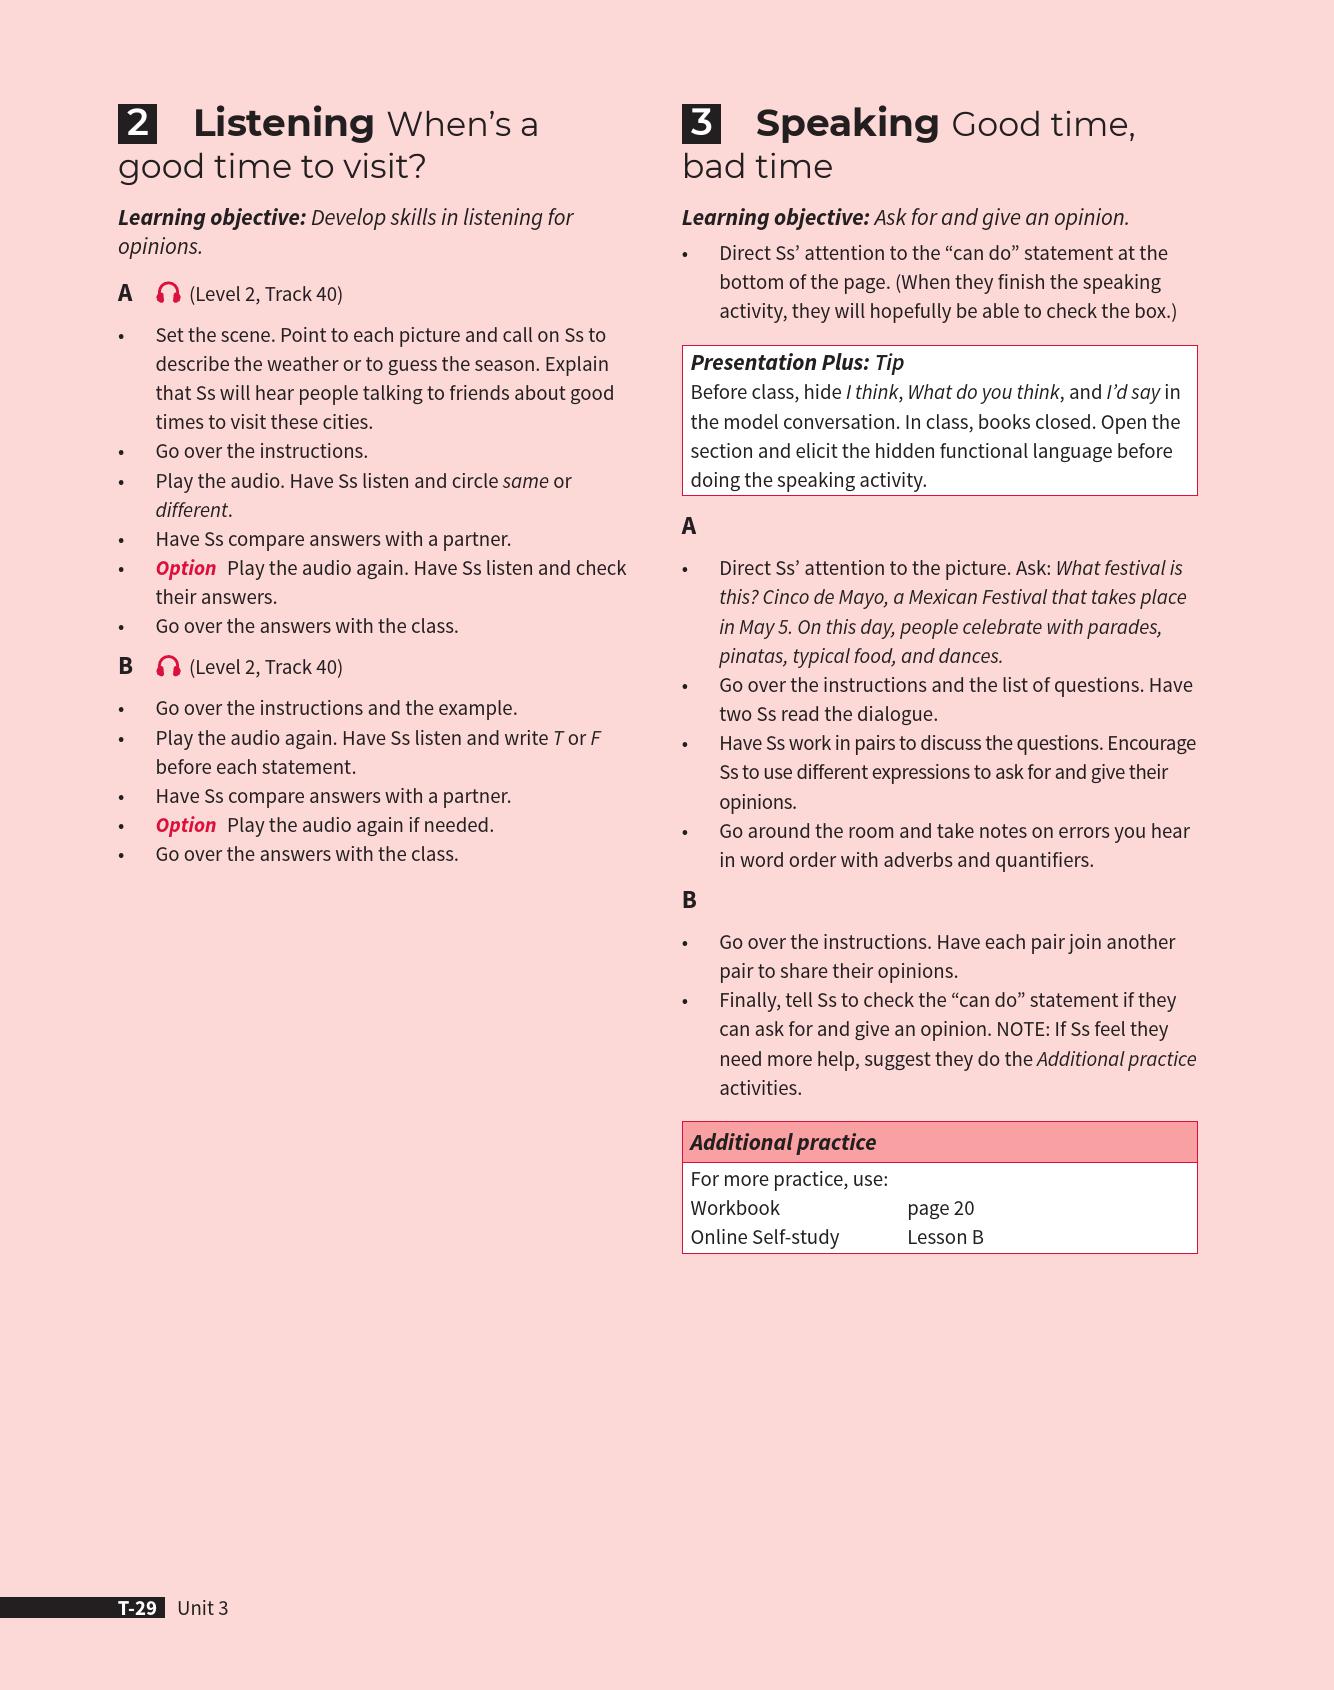 2 Listening When’s a
good time to visit?
Learning objective: Develop skills in listening for
opinions.
A (Level 2, Track 40)
• Set the scene. Point to each picture and call on Ss to
describe the weather or to guess the season. Explain
that Ss will hear people talking to friends about good
times to visit these cities.
• Go over the instructions.
• Play the audio. Have Ss listen and circle same or
different.
• Have Ss compare answers with a partner.
• Option Play the audio again. Have Ss listen and check
their answers.
• Go over the answers with the class.
B (Level 2, Track 40)
• Go over the instructions and the example.
• Play the audio again. Have Ss listen and write T or F
before each statement.
• Have Ss compare answers with a partner.
• Option Play the audio again if needed.
• Go over the answers with the class.
3 Speaking Good time,
bad time
Learning objective: Ask for and give an opinion.
• Direct Ss’ attention to the “can do” statement at the
bottom of the page. (When they finish the speaking
activity, they will hopefully be able to check the box.)
Presentation Plus: Tip
Before class, hide I think, What do you think, and I’d say in
the model conversation. In class, books closed. Open the
section and elicit the hidden functional language before
doing the speaking activity.
A
• Direct Ss’ attention to the picture. Ask: What festival is
this? Cinco de Mayo, a Mexican Festival that takes place
in May 5. On this day, people celebrate with parades,
pinatas, typical food, and dances.
• Go over the instructions and the list of questions. Have
two Ss read the dialogue.
• Have Ss work in pairs to discuss the questions. Encourage
Ss to use different expressions to ask for and give their
opinions.
• Go around the room and take notes on errors you hear
in word order with adverbs and quantifiers.
B
• Go over the instructions. Have each pair join another
pair to share their opinions.
• Finally, tell Ss to check the “can do” statement if they
can ask for and give an opinion. NOTE: If Ss feel they
need more help, suggest they do the Additional practice
activities.
Additional practice
For more practice, use:
Workbook page 20
Online Self-study Lesson B
T-29 Unit 3